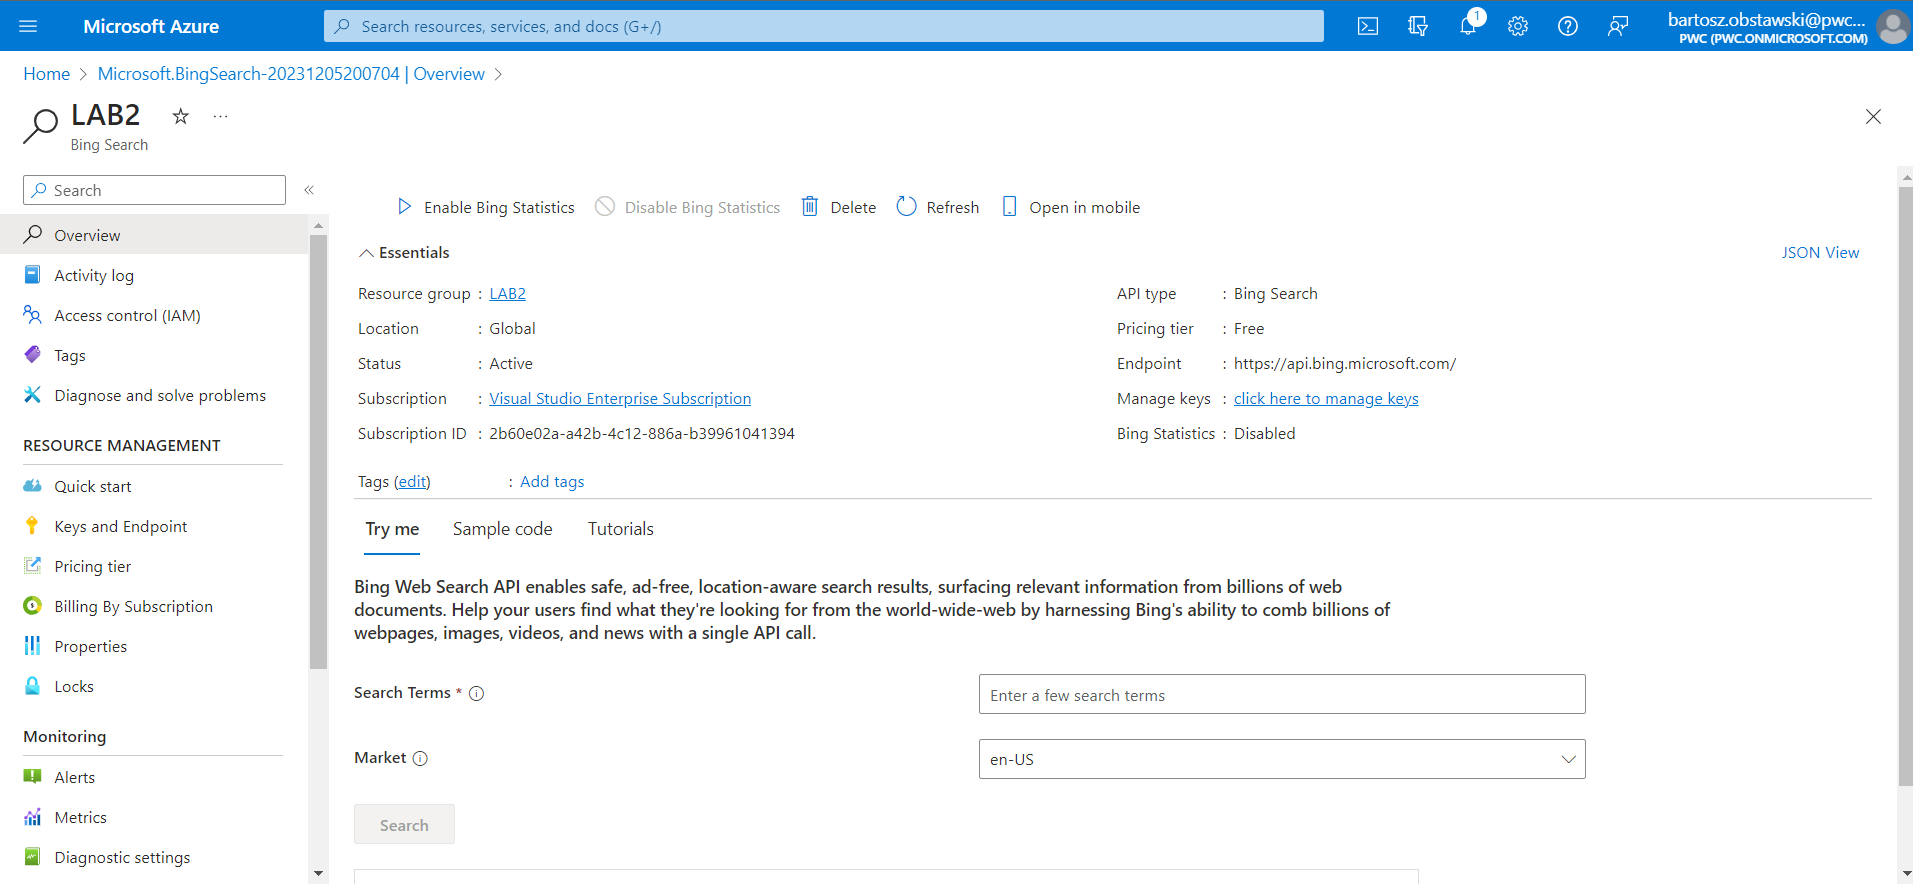 Microsoft Azure
Search resources, services, and docs (G+/)
1
bartosz.obstawski@pwc...
PWC (PWC.ONMICROSOFT.COM)
Home > Microsoft.BingSearch-20231205200704 | Overview >
LAB2
Bing Search
Search
«
Overview
Activity log
Access control (IAM)
Tags
Diagnose and solve problems
RESOURCE MANAGEMENT
Quick start
Keys and Endpoint
Pricing tier
Billing By Subscription
Properties
Locks
Monitoring
Alerts
Metrics
Diagnostic settings
Enable Bing Statistics
Disable Bing Statistics
Delete
Refresh
Open in mobile
Essentials
JSON View
Resource group : LAB2
Location : Global
Status : Active
Subscription : Visual Studio Enterprise Subscription
Subscription ID : 2b60e02a-a42b-4c12-886a-b39961041394
API type : Bing Search
Pricing tier : Free
Endpoint : https://api.bing.microsoft.com/
Manage keys : click here to manage keys
Bing Statistics : Disabled
Tags (edit) : Add tags
Try me
Sample code
Tutorials
Bing Web Search API enables safe, ad-free, location-aware search results, surfacing relevant information from billions of web
documents. Help your users find what they're looking for from the world-wide-web by harnessing Bing's ability to comb billions of
webpages, images, videos, and news with a single API call.
Search Terms *
Enter a few search terms
Market
en-US
Search